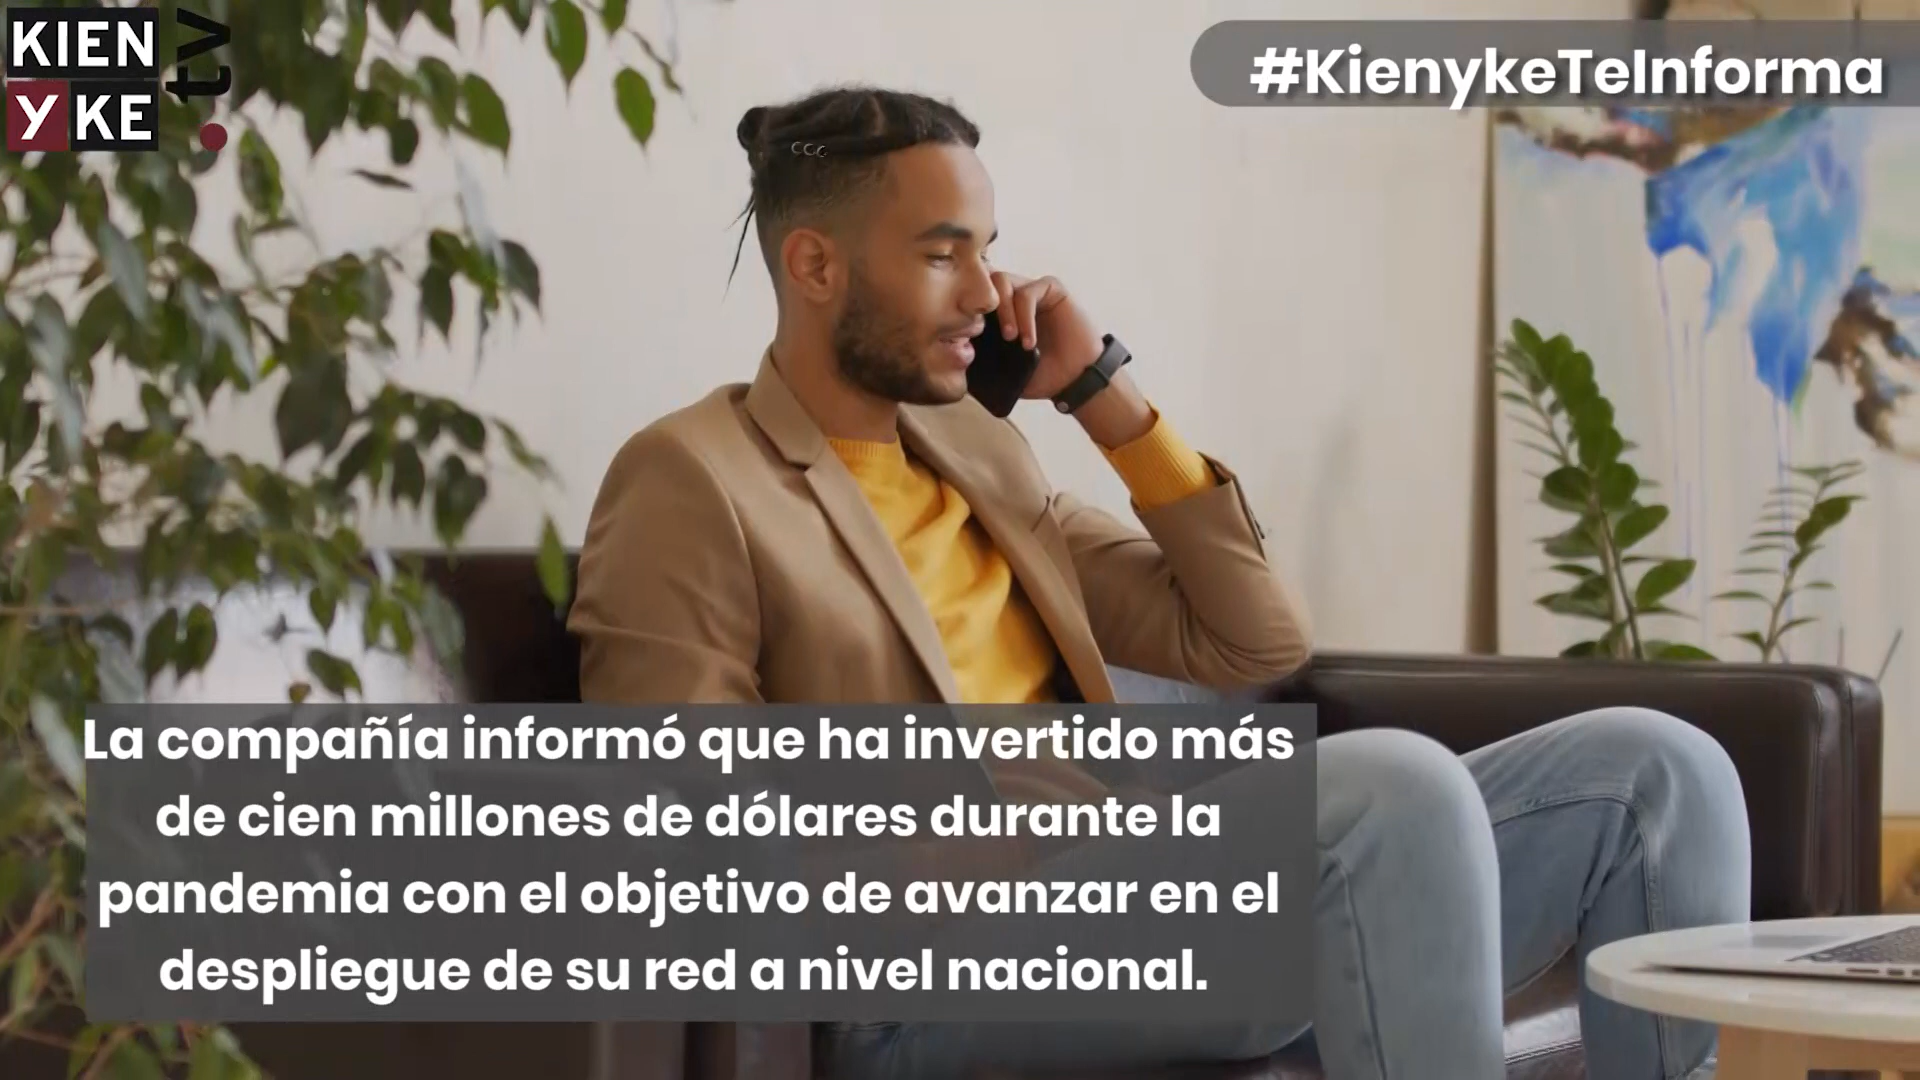 KIEN
YKE
.tv
#KienykeTeInforma
La compañía informó que ha invertido más
de cien millones de dólares durante la
pandemia con el objetivo de avanzar en el
despliegue de su red a nivel nacional.